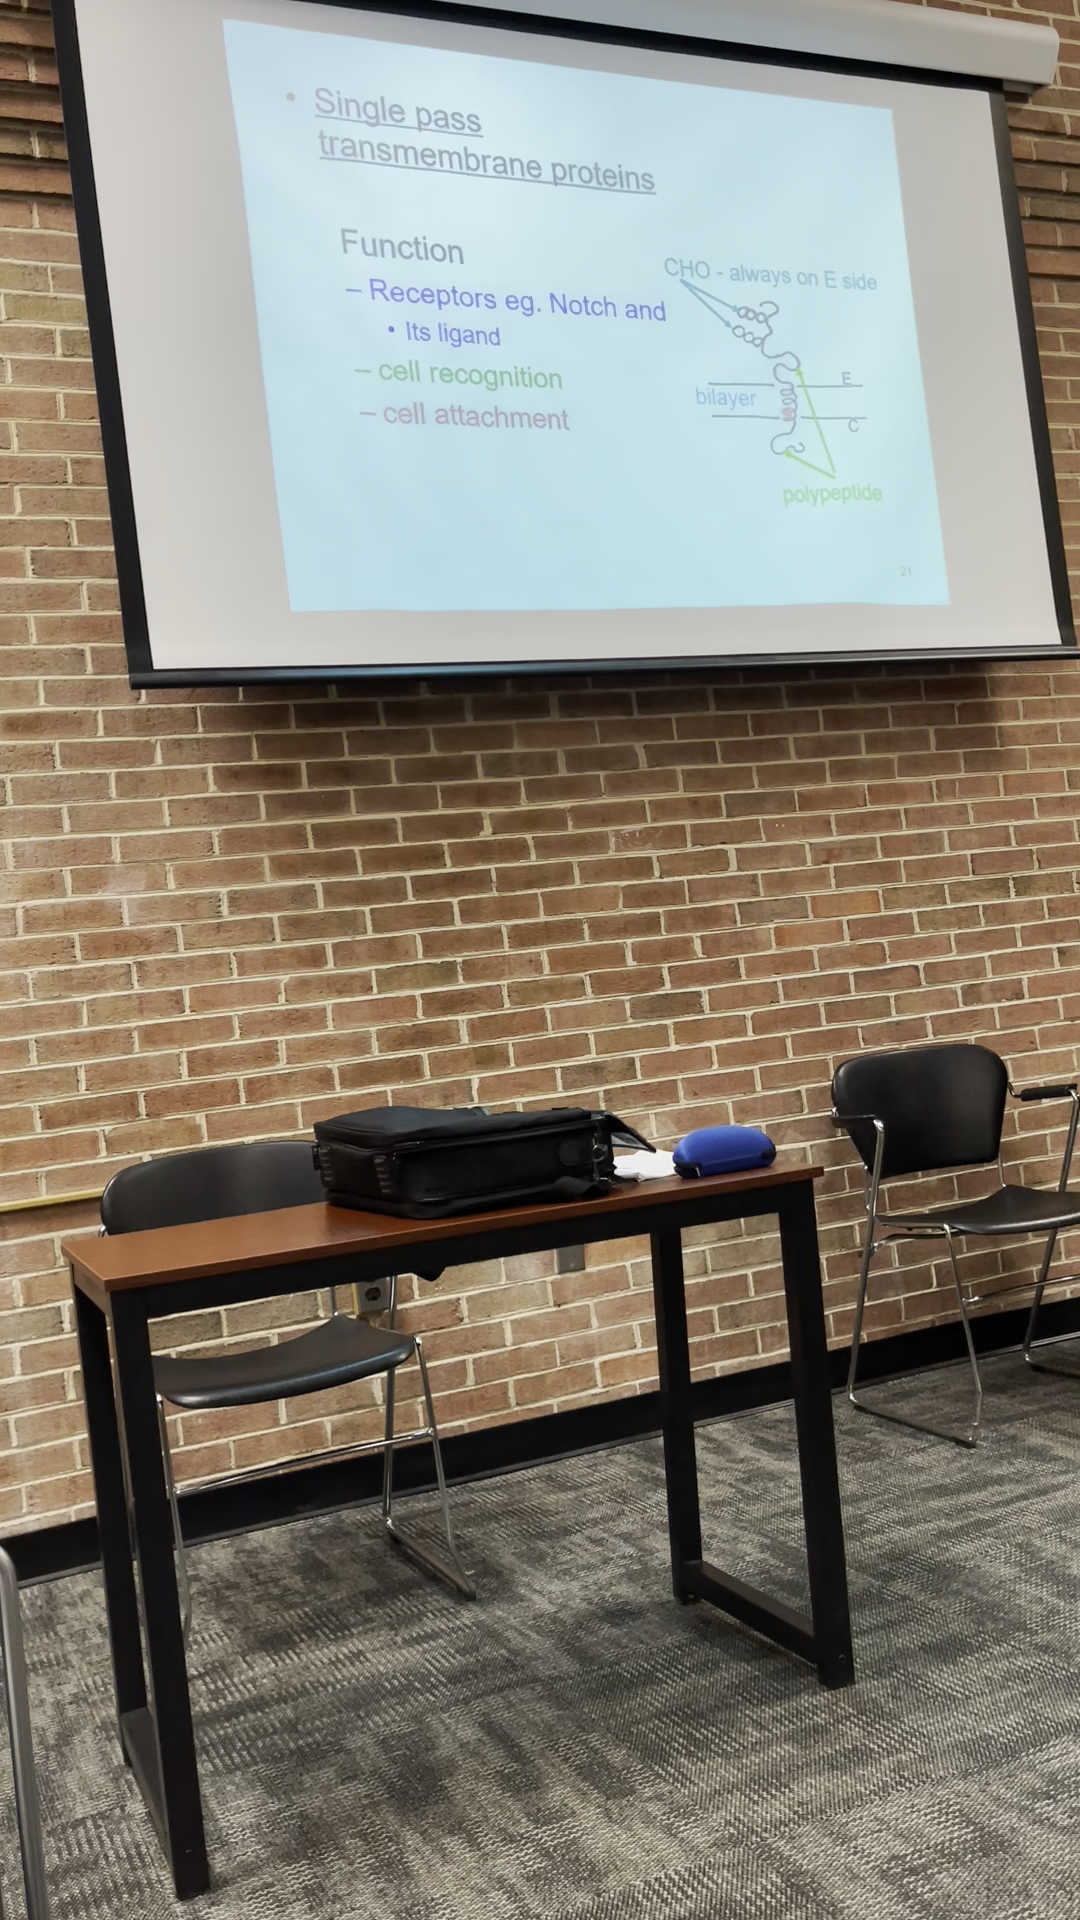 • Single pass
transmembrane proteins
Function
– Receptors eg. Notch and
• Its ligand
– cell recognition
– cell attachment
CHO - always on E side
E
bilayer
C
polypeptide
21